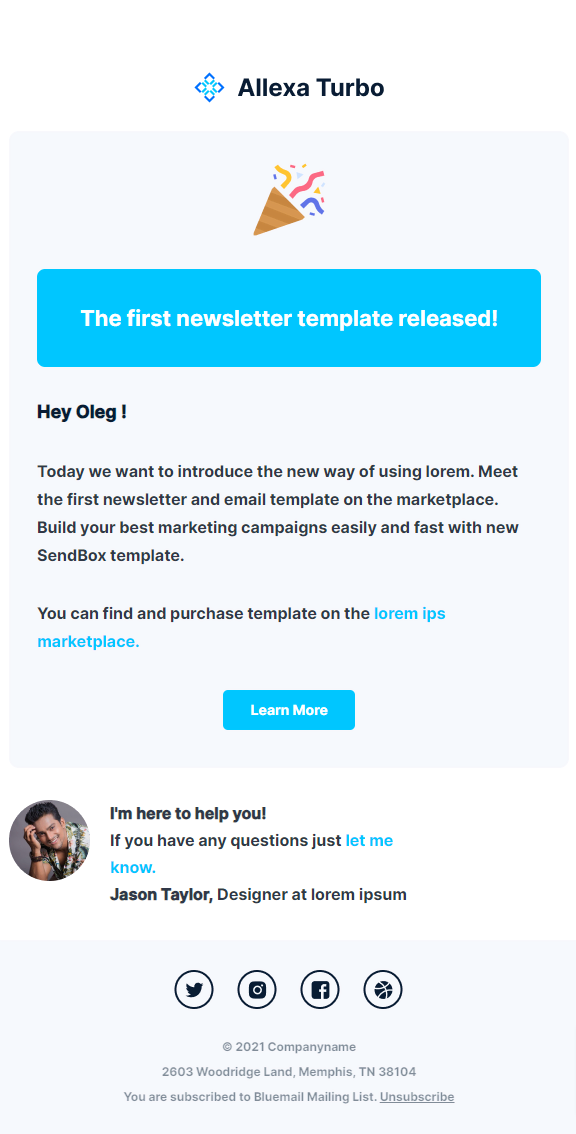 Allexa Turbo
The first newsletter template released!
Hey Oleg !
Today we want to introduce the new way of using lorem. Meet
the first newsletter and email template on the marketplace.
Build your best marketing campaigns easily and fast with new
SendBox template.
You can find and purchase template on the lorem ips
marketplace.
Learn More
I'm here to help you!
If you have any questions just let me
know.
Jason Taylor, Designer at lorem ipsum
© 2021 Companyname
2603 Woodridge Land, Memphis, TN 38104
You are subscribed to Bluemail Mailing List. Unsubscribe